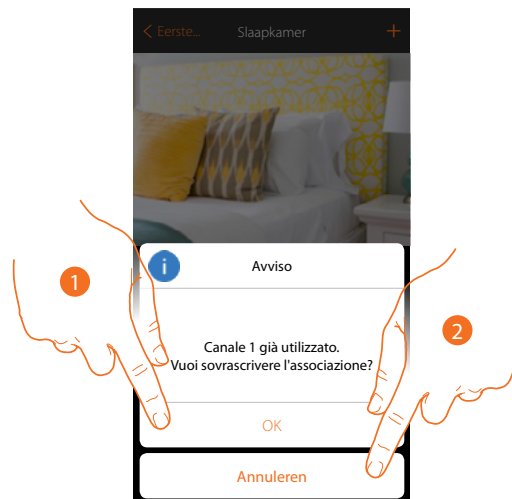 < Eerste... Slaapkamer +
Avviso
Canale 1 già utilizzato.
Vuoi sovrascrivere l'associazione?
1
2
OK
Annuleren